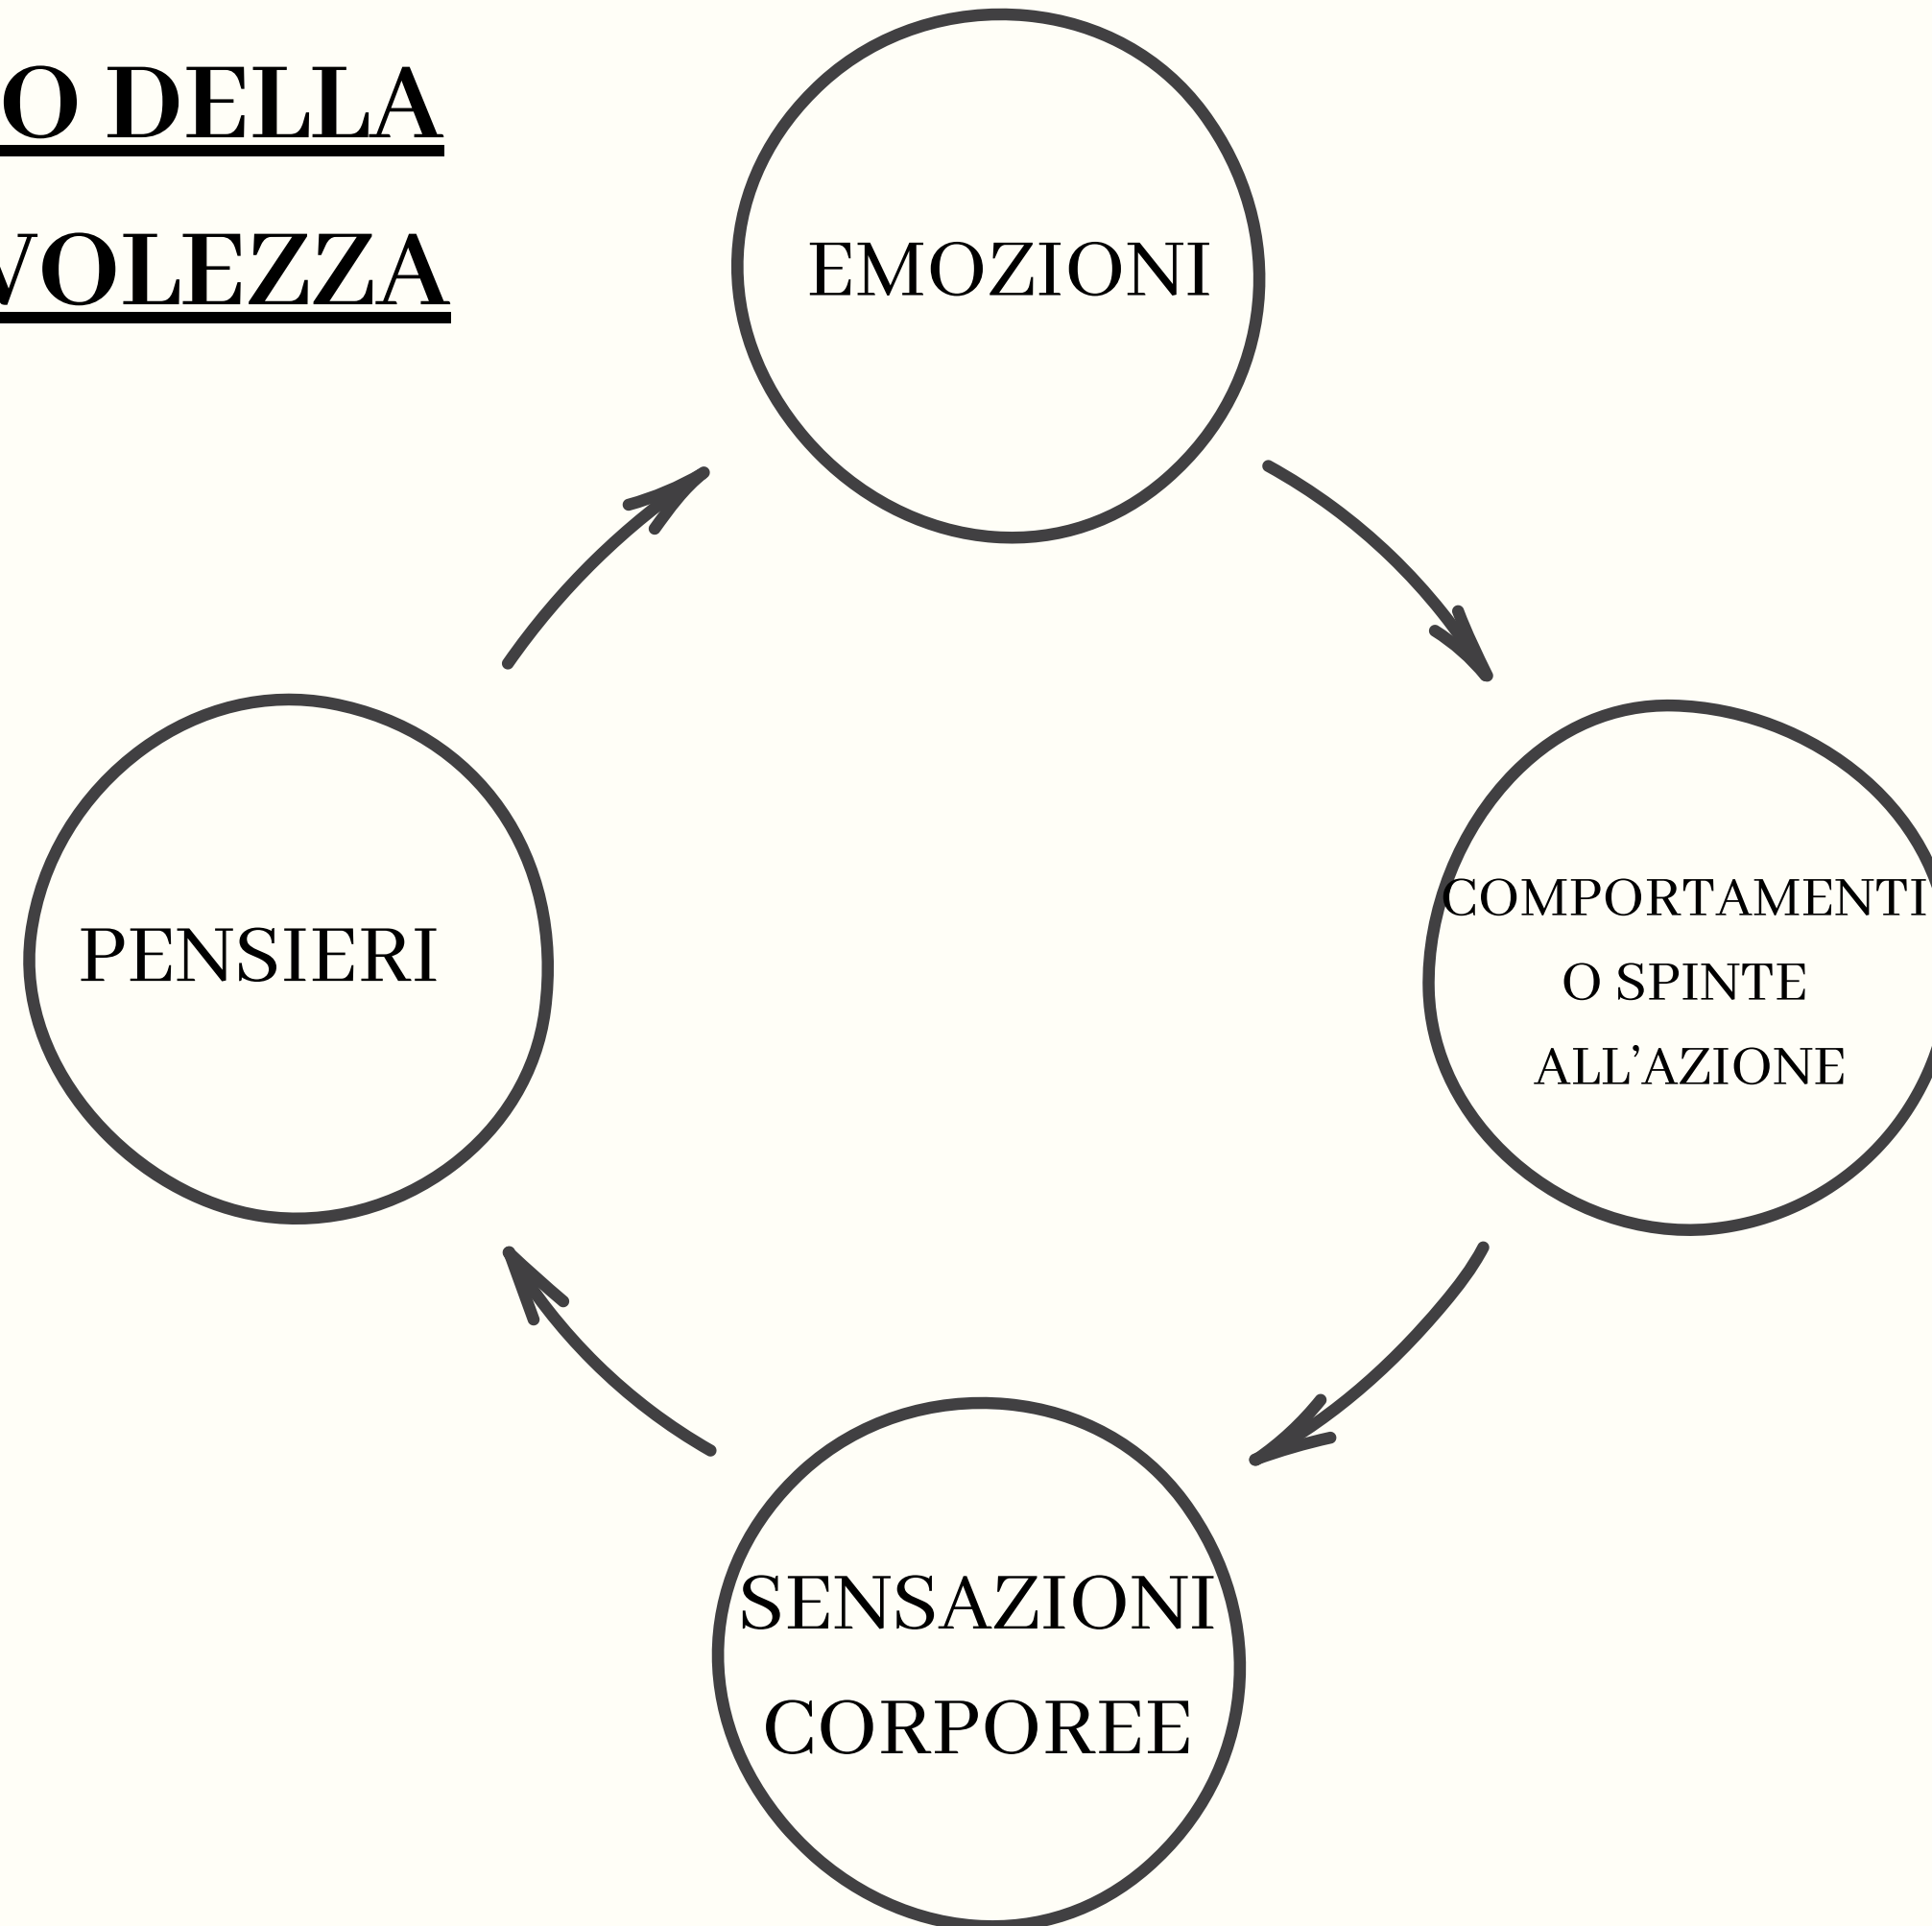 O DELLA
VOLEZZA
EMOZIONI
PENSIERI
COMPORTAMENTI
O SPINTE
ALL’AZIONE
SENSAZIONI
CORPOREE